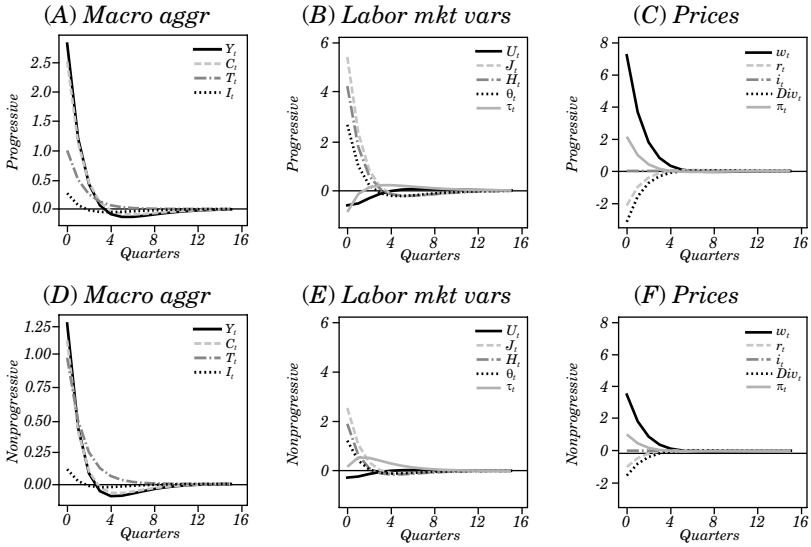 (A) Macro aggr
Progressive
2.5
2.0
1.5
1.0
0.5
0.0
Y_t
C_t
T_t
I_t
0 4 8 12 16
Quarters
(B) Labor mkt vars
Progressive
6
4
2
0
-2
U_t
J_t
H_t
θ_t
τ_t
0 4 8 12 16
Quarters
(C) Prices
Progressive
8
6
4
2
0
-2
w_t
r_t
i_t
Div_t
π_t
0 4 8 12 16
Quarters
(D) Macro aggr
Nonprogressive
1.25
1.00
0.75
0.50
0.25
0.00
Y_t
C_t
T_t
I_t
0 4 8 12 16
Quarters
(E) Labor mkt vars
Nonprogressive
6
4
2
0
-2
U_t
J_t
H_t
θ_t
τ_t
0 4 8 12 16
Quarters
(F) Prices
Nonprogressive
8
6
4
2
0
-2
w_t
r_t
i_t
Div_t
π_t
0 4 8 12 16
Quarters